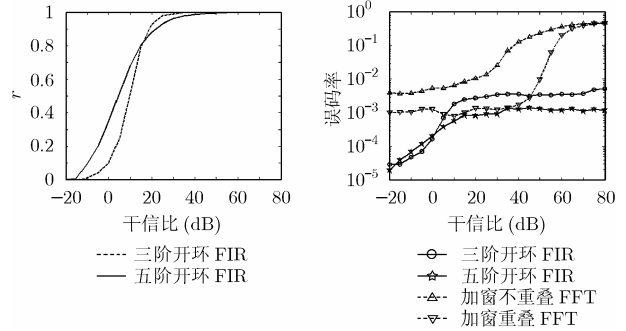 1
0.8
0.6
0.4
0.2
0
r
−20 0 20 40 60 80
干信比 (dB)
三阶开环 FIR
五阶开环 FIR
10^0
10^-1
10^-2
10^-3
10^-4
10^-5
误码率
−20 0 20 40 60 80
干信比 (dB)
三阶开环 FIR
五阶开环 FIR
加窗不重叠 FFT
加窗重叠 FFT